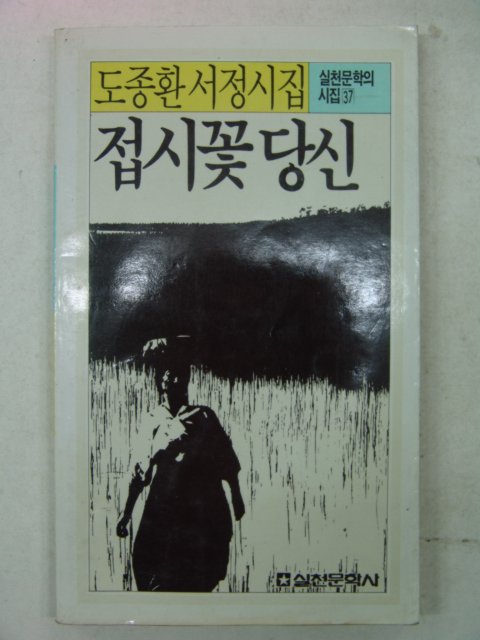 도종환 서정시집
실천문학의
시집 37
접시꽃 당신
실천문학사